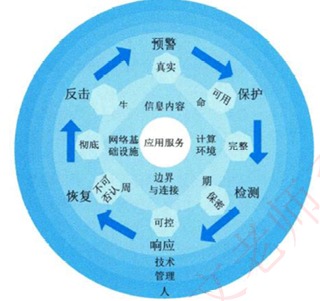 预警
真实
反击
保护
生
信息内容
命
可用
彻底
网络基
础设施
应用服务
计算
环境
完整
边界
与连接
恢复
不可
否认
周
期
保密
检测
可控
响应
技术
管理
人
老师